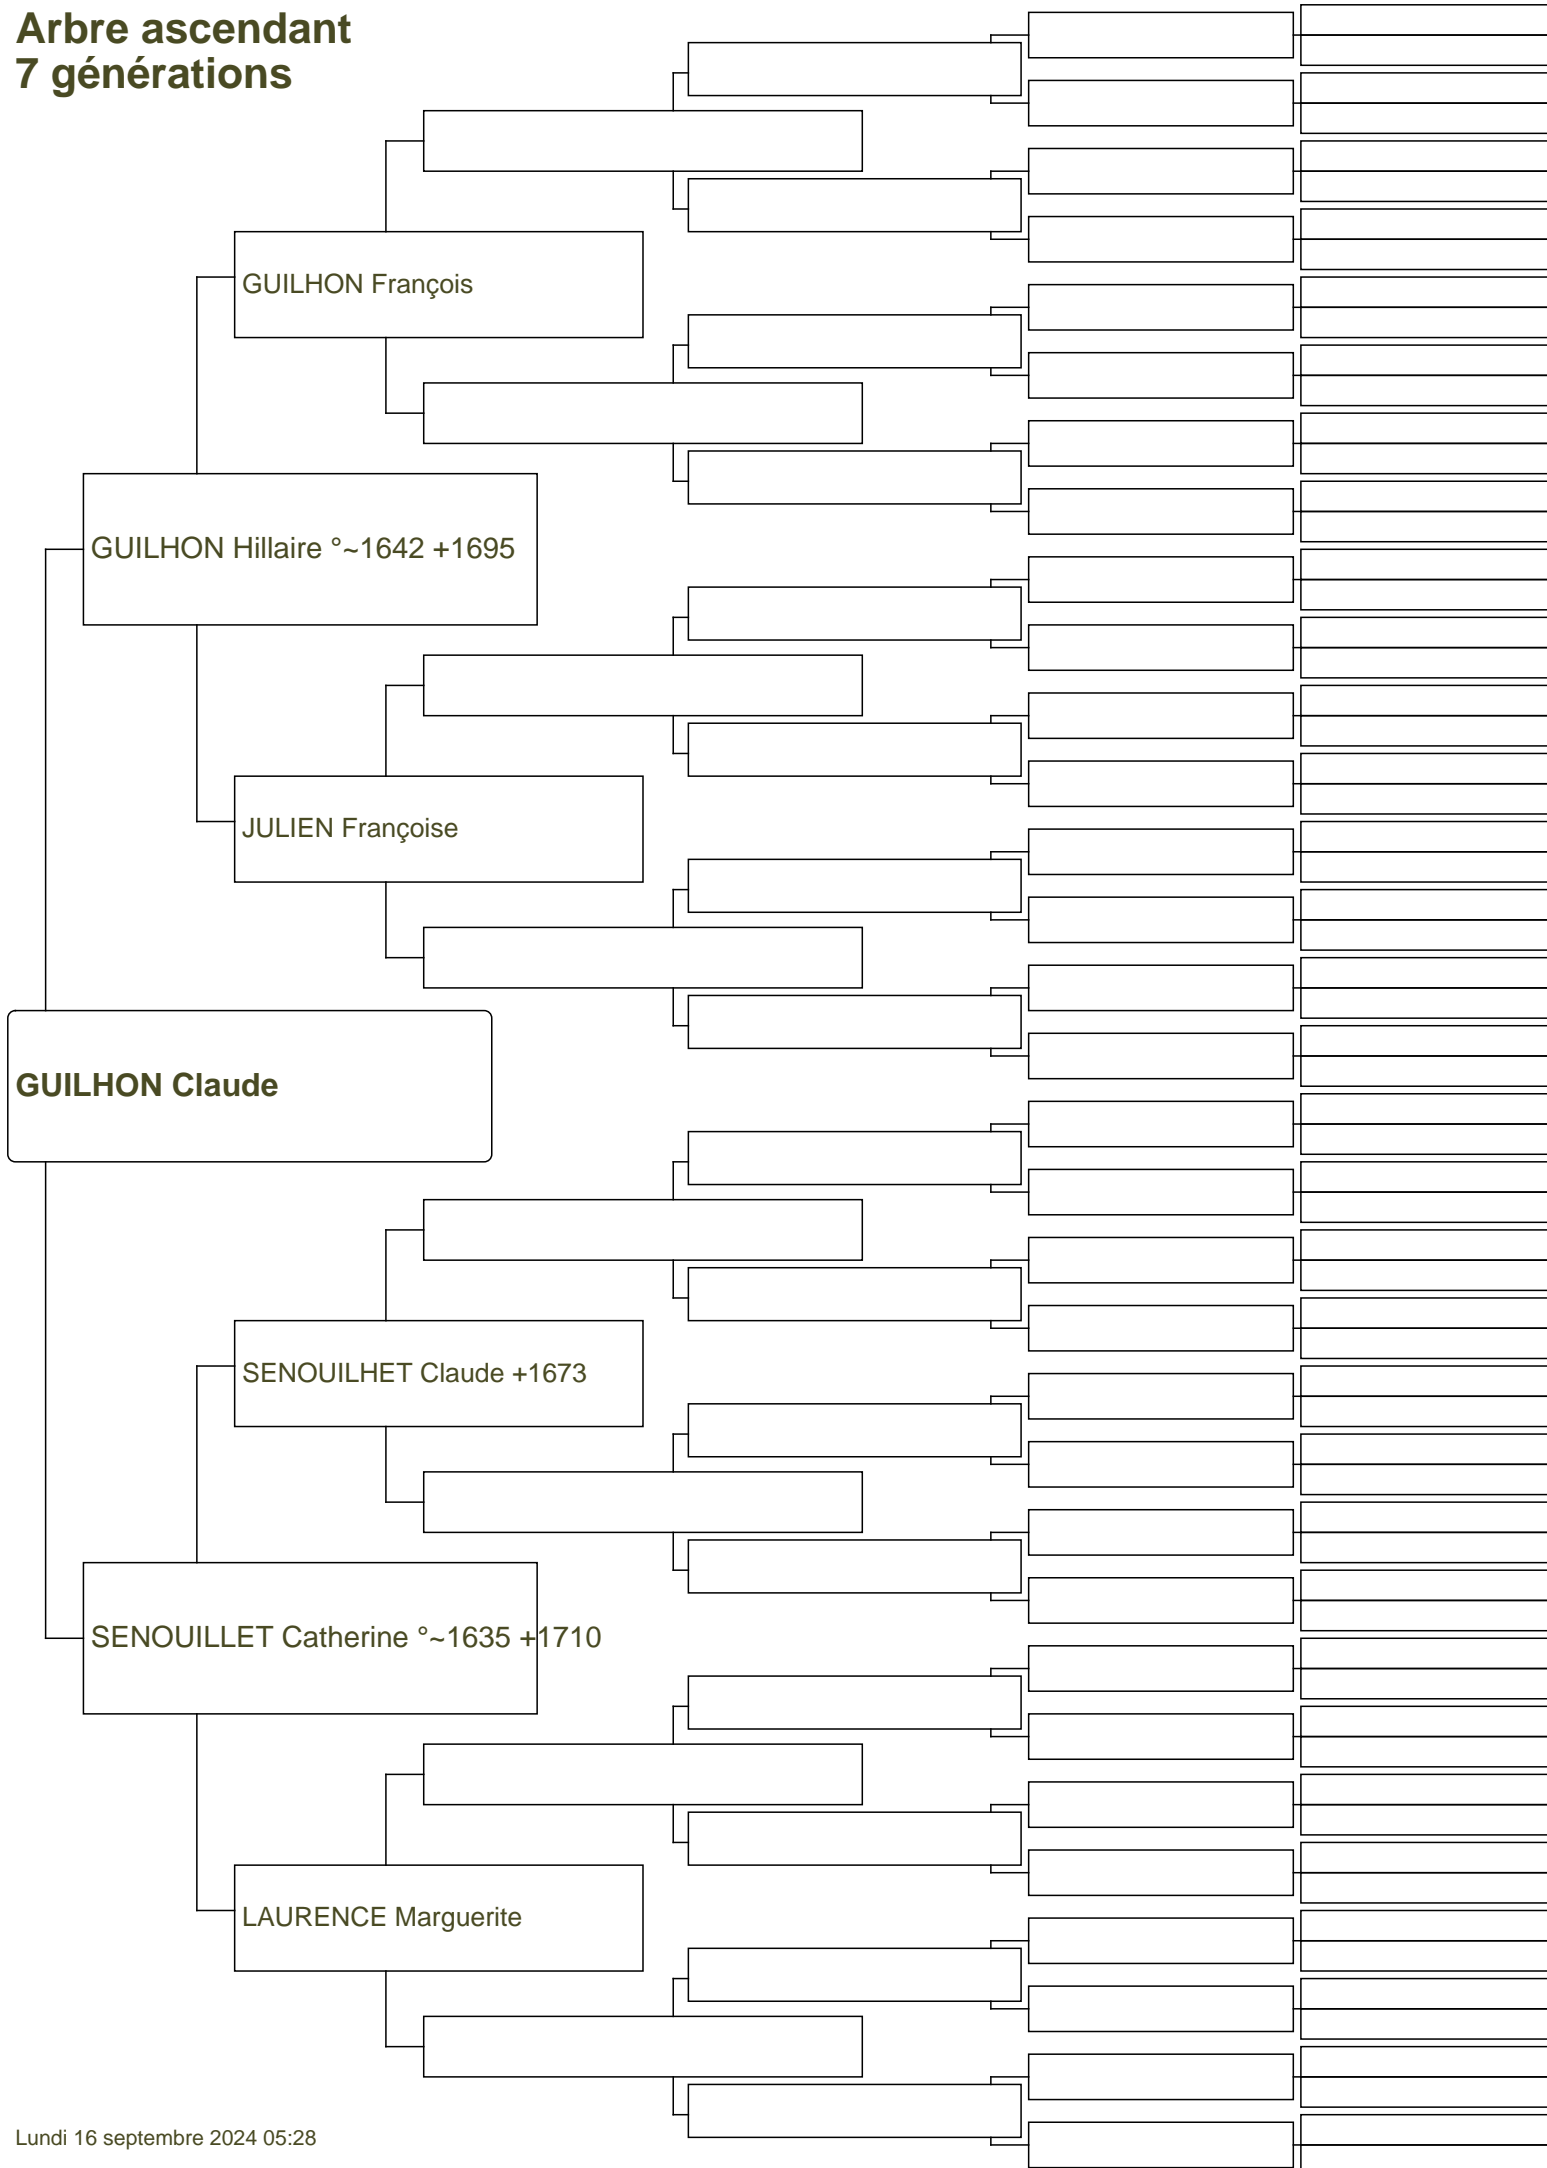 Arbre ascendant
7 générations
GUILHON François
GUILHON Hillaire °~1642 +1695
JULIEN Françoise
GUILHON Claude
SENOUILHET Claude +1673
SENOUILLET Catherine °~1635 +1710
LAURENCE Marguerite
Lundi 16 septembre 2024 05:28